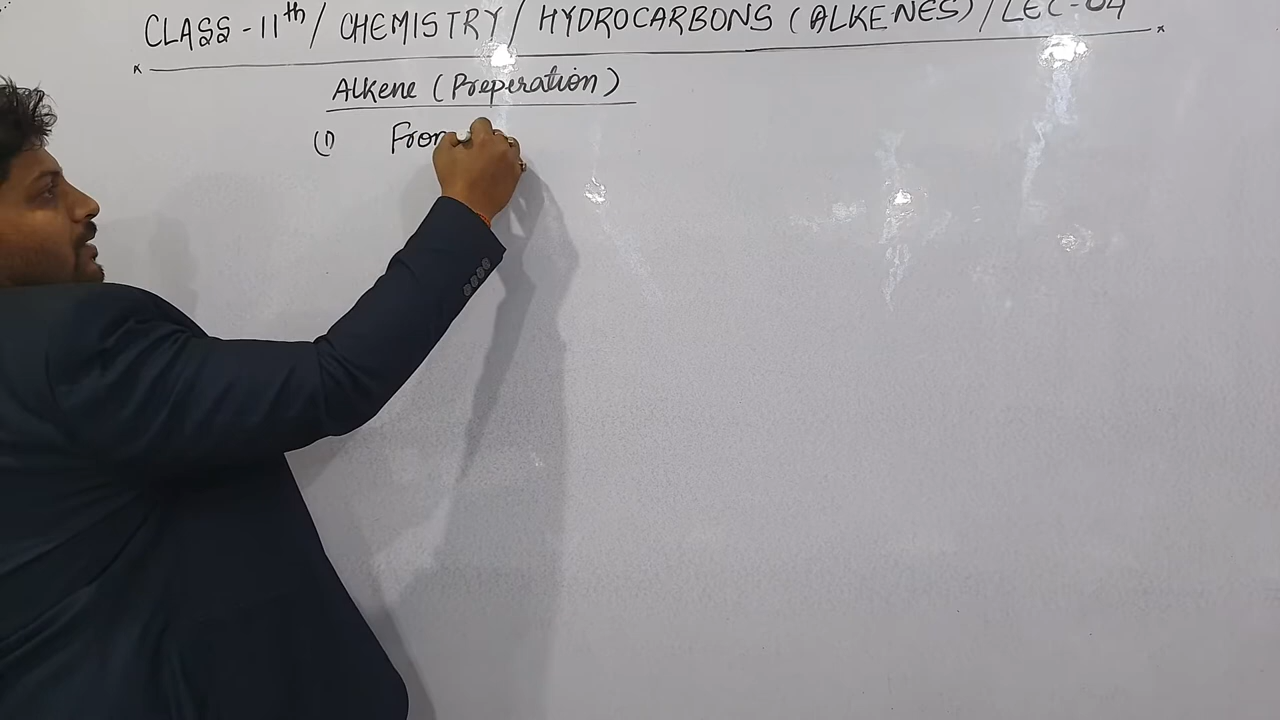 CLASS-11th/ CHEMISTRY/ HYDROCARBONS (ALKENES) / LEC-04
Alkene (Preperation)
(1) From